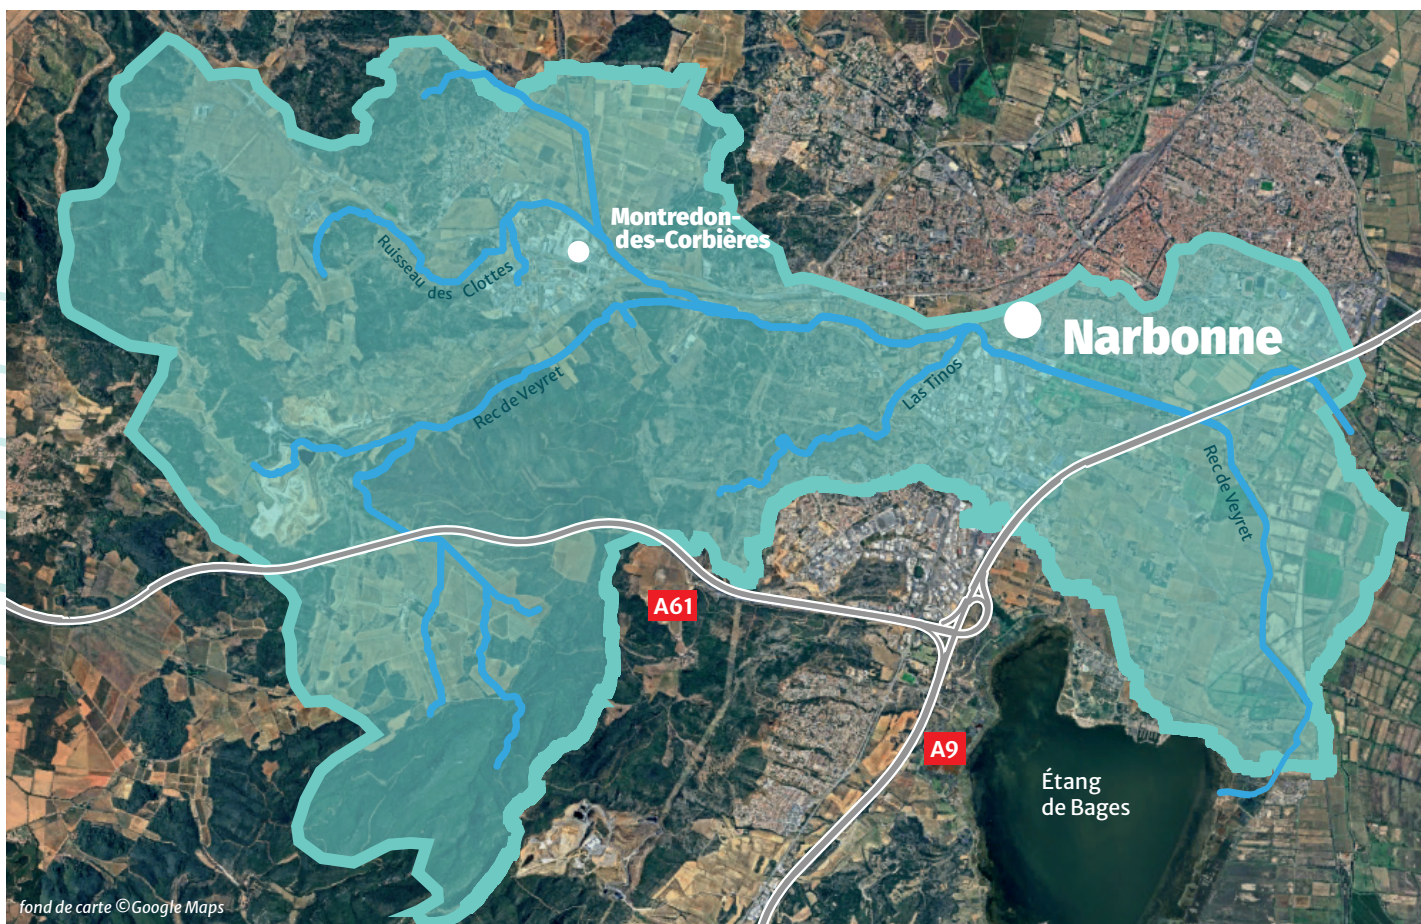 Montredon-
des-Corbières
Ruisseau des Clottes
Narbonne
Rec de Veyret
Las Tinos
Rec de Veyret
A61
A9
Étang
de Bages
fond de carte ©Google Maps